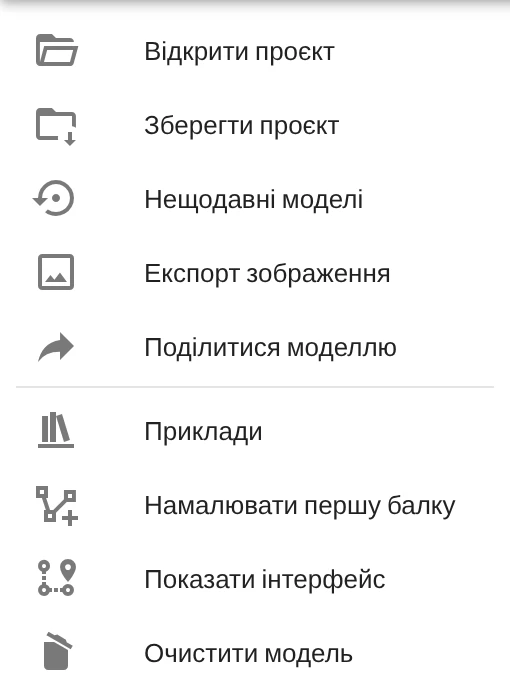 Відкрити проєкт
Зберегти проєкт
Нещодавні моделі
Експорт зображення
Поділитися моделлю
Приклади
Намалювати першу балку
Показати інтерфейс
Очистити модель